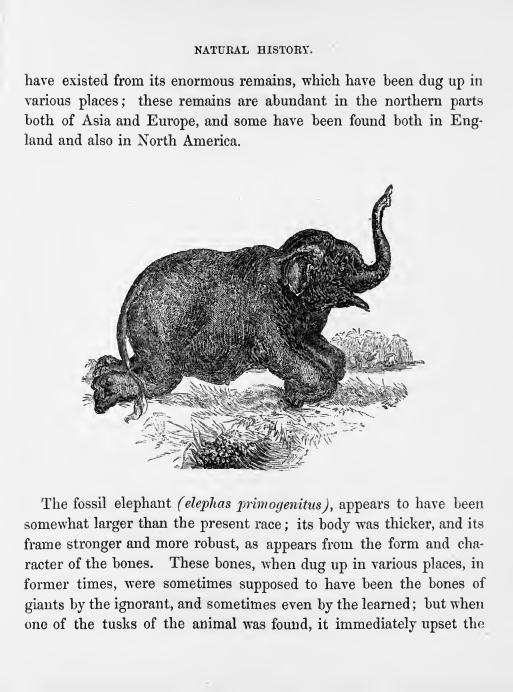 NATURAL HISTORY.
have existed from its enormous remains, which have been dug up in
various places; these remains are abundant in the northern parts
both of Asia and Europe, and some have been found both in Eng-
land and also in North America.
The fossil elephant (elephas primogenitus), appears to have been
somewhat larger than the present race; its body was thicker, and its
frame stronger and more robust, as appears from the form and cha-
racter of the bones. These bones, when dug up in various places, in
former times, were sometimes supposed to have been the bones of
giants by the ignorant, and sometimes even by the learned; but when
one of the tusks of the animal was found, it immediately upset the